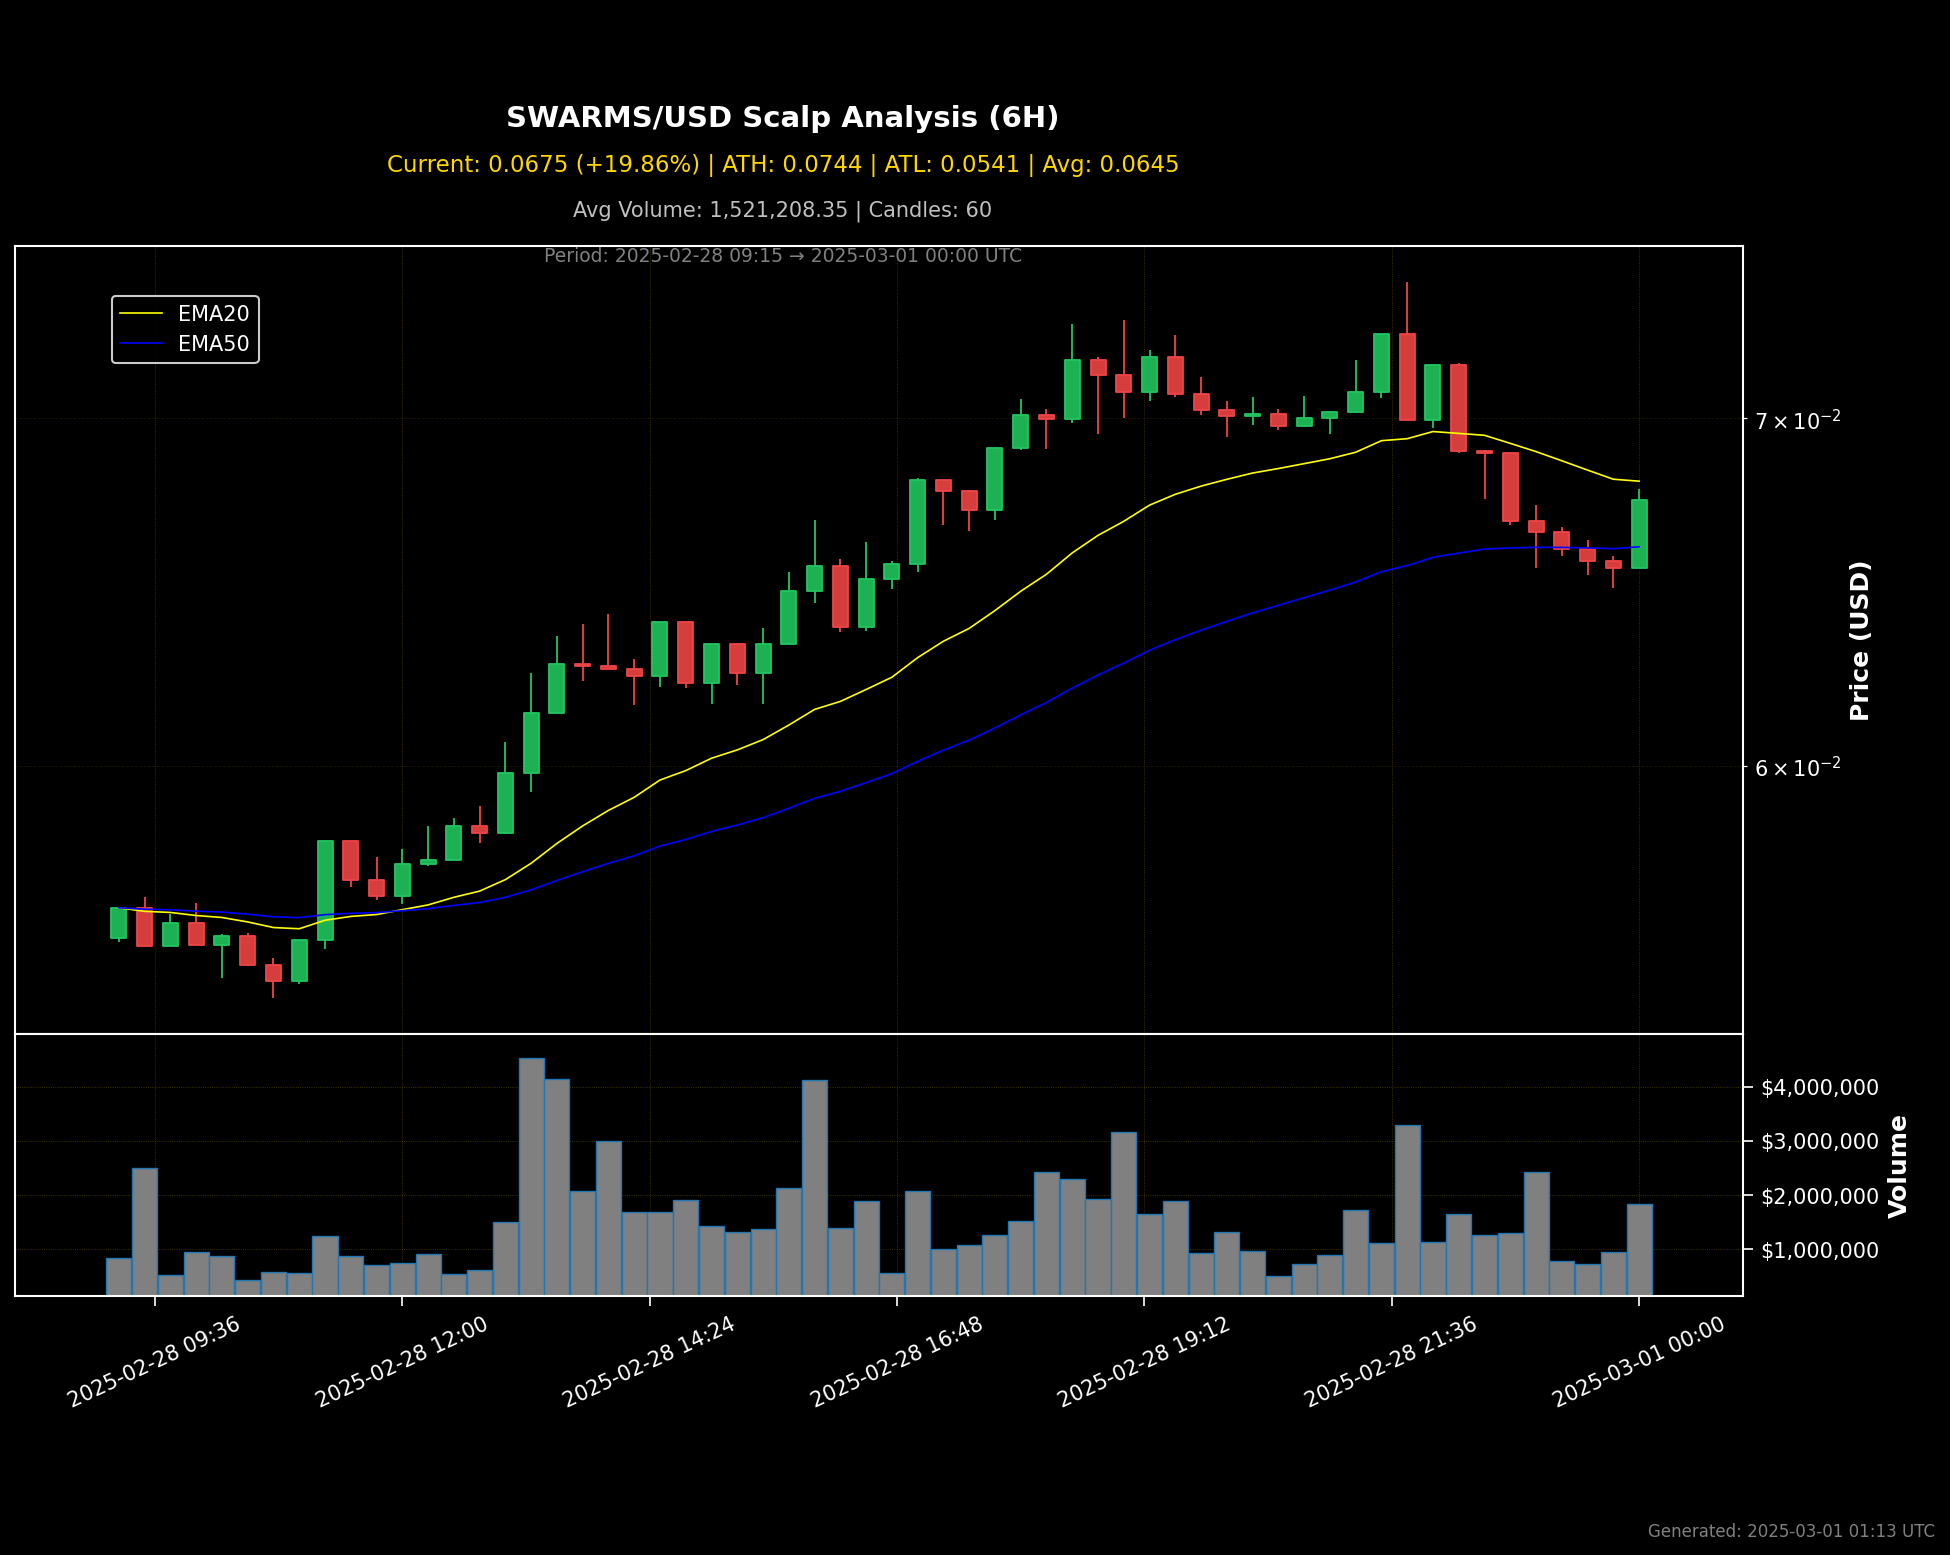 SWARMS/USD Scalp Analysis (6H)
Current: 0.0675 (+19.86%) | ATH: 0.0744 | ATL: 0.0541 | Avg: 0.0645
Avg Volume: 1,521,208.35 | Candles: 60
Period: 2025-02-28 09:15 → 2025-03-01 00:00 UTC
EMA20
EMA50
7 × 10⁻²
6 × 10⁻²
Price (USD)
$4,000,000
$3,000,000
$2,000,000
$1,000,000
Volume
2025-02-28 09:36
2025-02-28 12:00
2025-02-28 14:24
2025-02-28 16:48
2025-02-28 19:12
2025-02-28 21:36
2025-03-01 00:00
Generated: 2025-03-01 01:13 UTC